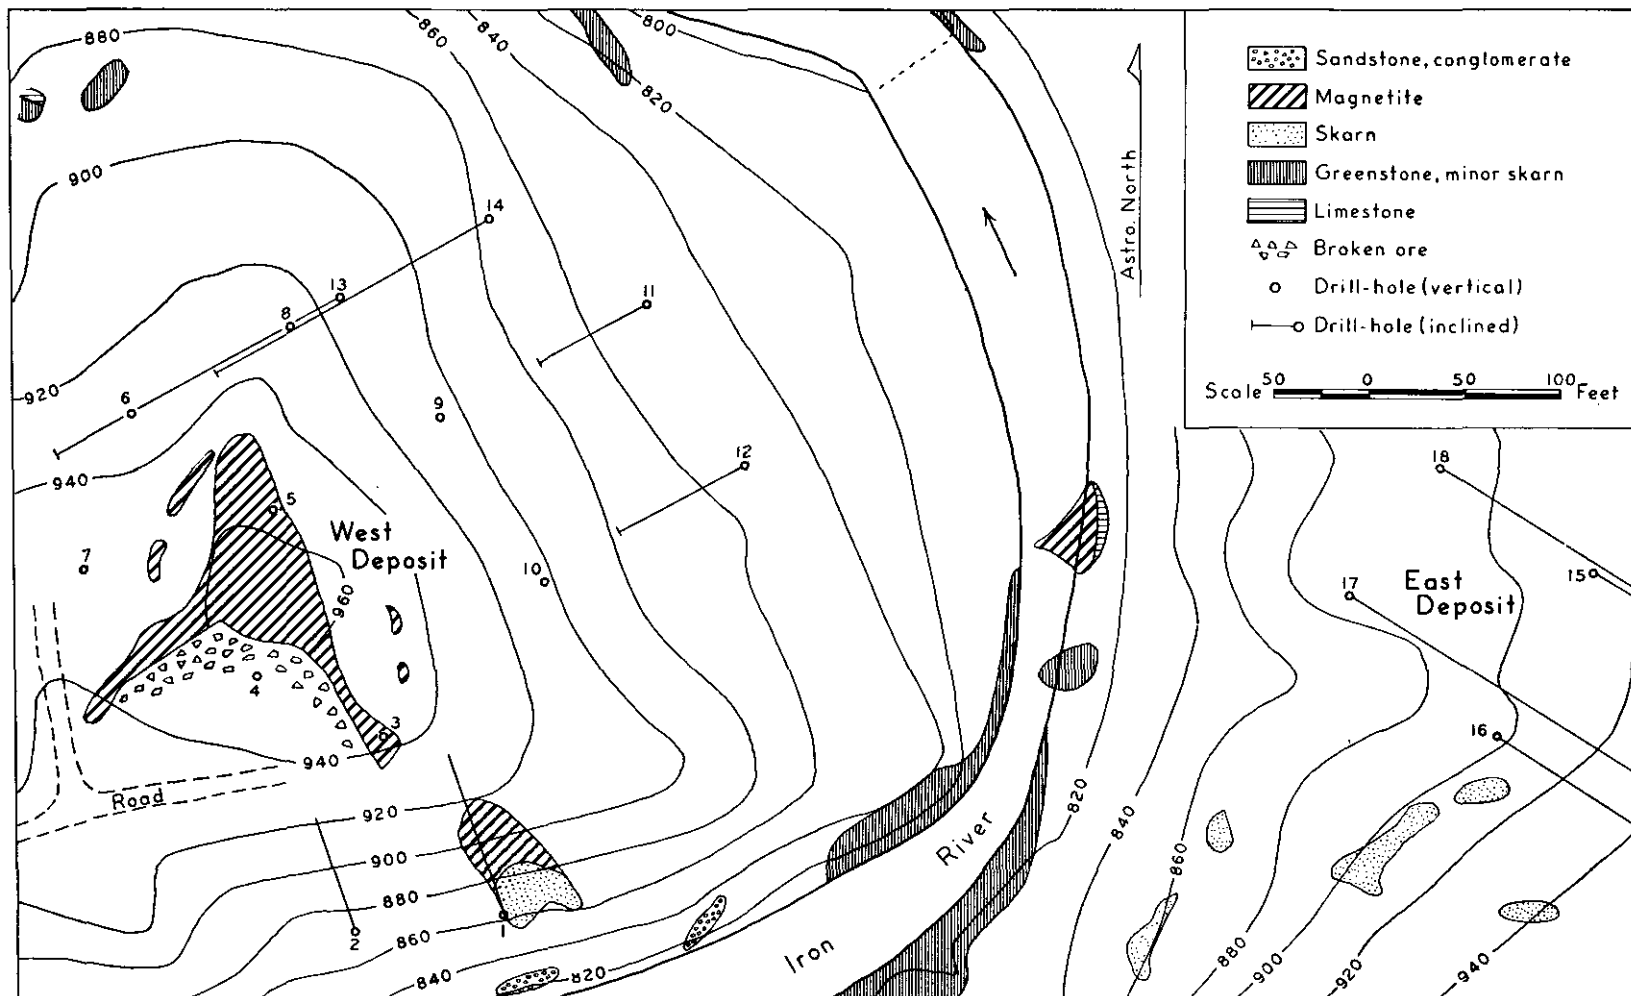 880
860
840
800
820
900
14
13
8
11
920
6
9
12
940
5
7
West
Deposit
10
960
4
3
940
Road
920
900
880
860
840
820
2
1
Iron
River
820
840
860
880
900
920
940
18
15
17
East
Deposit
16
Astro. North
Sandstone, conglomerate
Magnetite
Skarn
Greenstone, minor skarn
Limestone
Broken ore
Drill-hole (vertical)
Drill-hole (inclined)
Scale 50 0 50 100 Feet